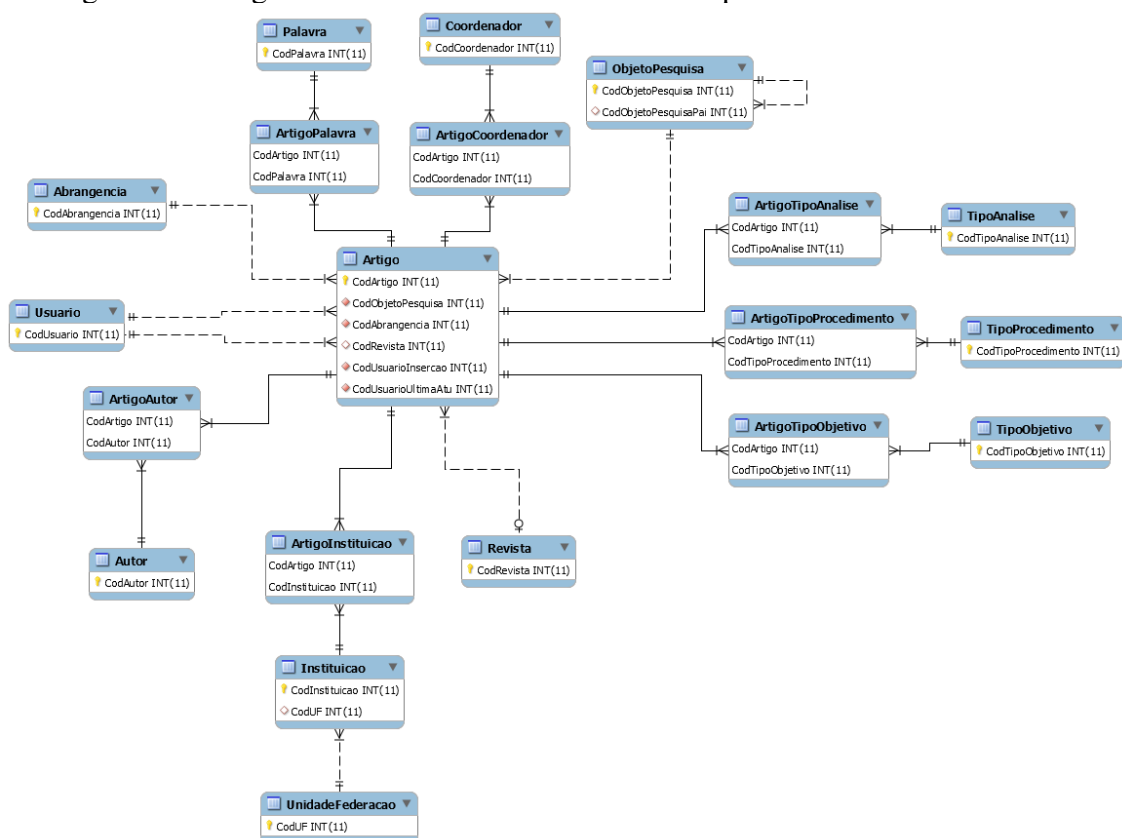 Palavra
CodPalavra INT(11)
Coordenador
CodCoordenador INT(11)
ObjetoPesquisa
CodObjetoPesquisa INT(11)
CodObjetoPesquisaPai INT(11)
ArtigoPalavra
CodArtigo INT(11)
CodPalavra INT(11)
ArtigoCoordenador
CodArtigo INT(11)
CodCoordenador INT(11)
Abrangencia
CodAbrangencia INT(11)
ArtigoTipoAnalise
CodArtigo INT(11)
CodTipoAnalise INT(11)
TipoAnalise
CodTipoAnalise INT(11)
Artigo
CodArtigo INT(11)
CodObjetoPesquisa INT(11)
CodAbrangencia INT(11)
CodRevista INT(11)
CodUsuarioInsercao INT(11)
CodUsuarioUltimaAtu INT(11)
Usuario
CodUsuario INT(11)
ArtigoTipoProcedimento
CodArtigo INT(11)
CodTipoProcedimento INT(11)
TipoProcedimento
CodTipoProcedimento INT(11)
ArtigoAutor
CodArtigo INT(11)
CodAutor INT(11)
ArtigoTipoObjetivo
CodArtigo INT(11)
CodTipoObjetivo INT(11)
TipoObjetivo
CodTipoObjetivo INT(11)
Autor
CodAutor INT(11)
ArtigoInstituicao
CodArtigo INT(11)
CodInstituicao INT(11)
Revista
CodRevista INT(11)
Instituicao
CodInstituicao INT(11)
CodUF INT(11)
UnidadeFederacao
CodUF INT(11)